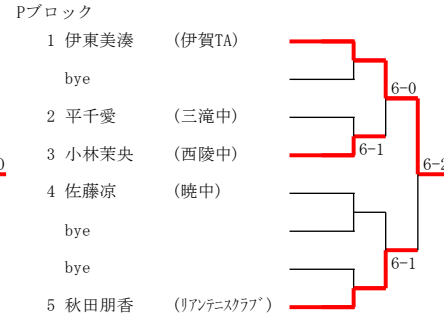 Pブロック
1 伊東美湊 (伊賀TA)
bye
6-0
2 平千愛 (三滝中)
6-1
3 小林茉央 (西陵中)
0
6-2
4 佐藤凉 (暁中)
bye
6-1
bye
5 秋田朋香 (ﾘｱﾝﾃﾆｽｸﾗﾌﾞ)